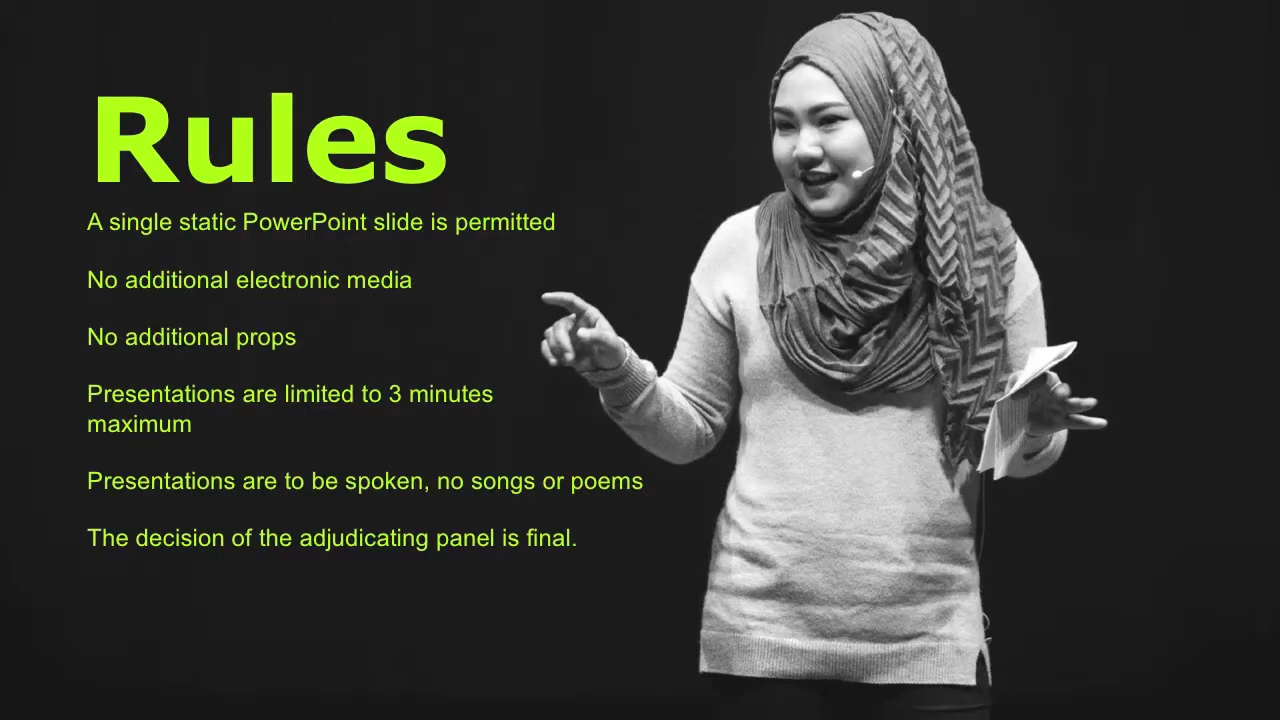 Rules
A single static PowerPoint slide is permitted
No additional electronic media
No additional props
Presentations are limited to 3 minutes
maximum
Presentations are to be spoken, no songs or poems
The decision of the adjudicating panel is final.